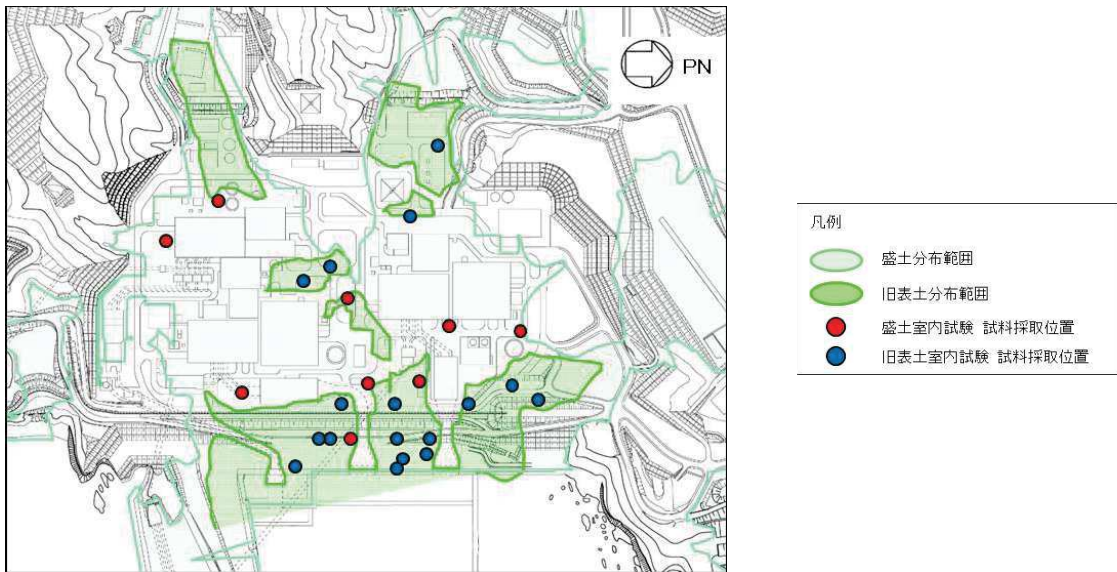 PN
凡例
盛土分布範囲
旧表土分布範囲
盛土室内試験 試料採取位置
旧表土室内試験 試料採取位置